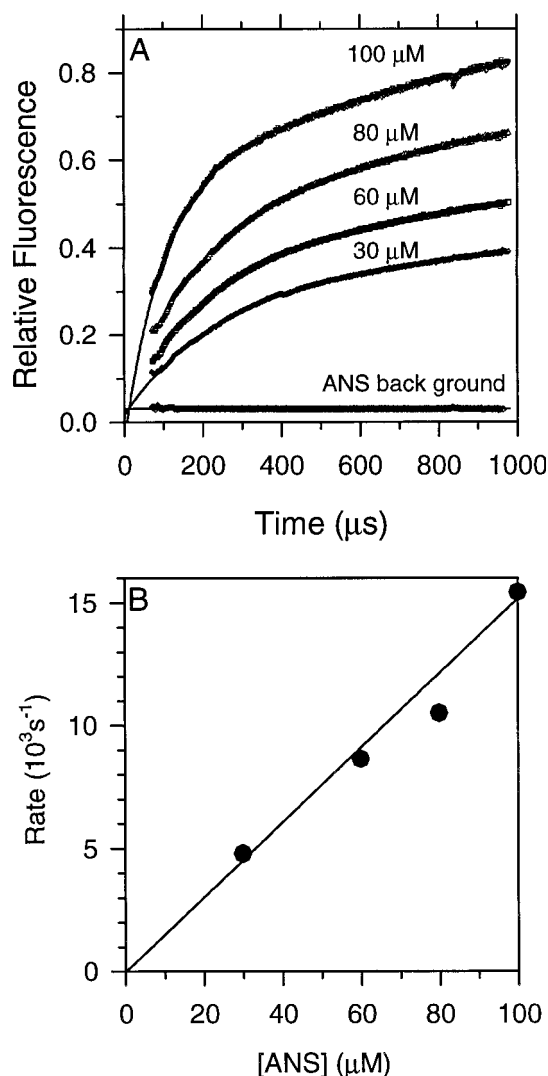 A
100 μM
80 μM
60 μM
30 μM
ANS back ground
0.8
0.6
0.4
0.2
0.0
Relative Fluorescence
0 200 400 600 800 1000
Time (μs)
B
15
10
5
0
Rate (10³s⁻¹)
0 20 40 60 80 100
[ANS] (μM)